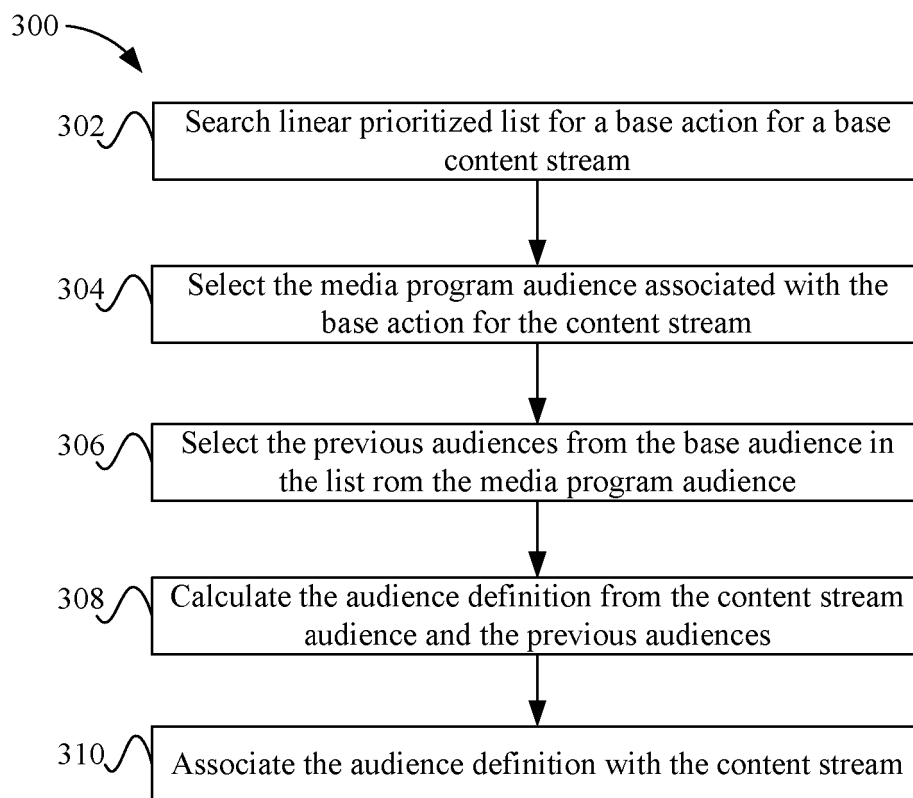 300
302
Search linear prioritized list for a base action for a base
content stream
304
Select the media program audience associated with the
base action for the content stream
306
Select the previous audiences from the base audience in
the list rom the media program audience
308
Calculate the audience definition from the content stream
audience and the previous audiences
310
Associate the audience definition with the content stream